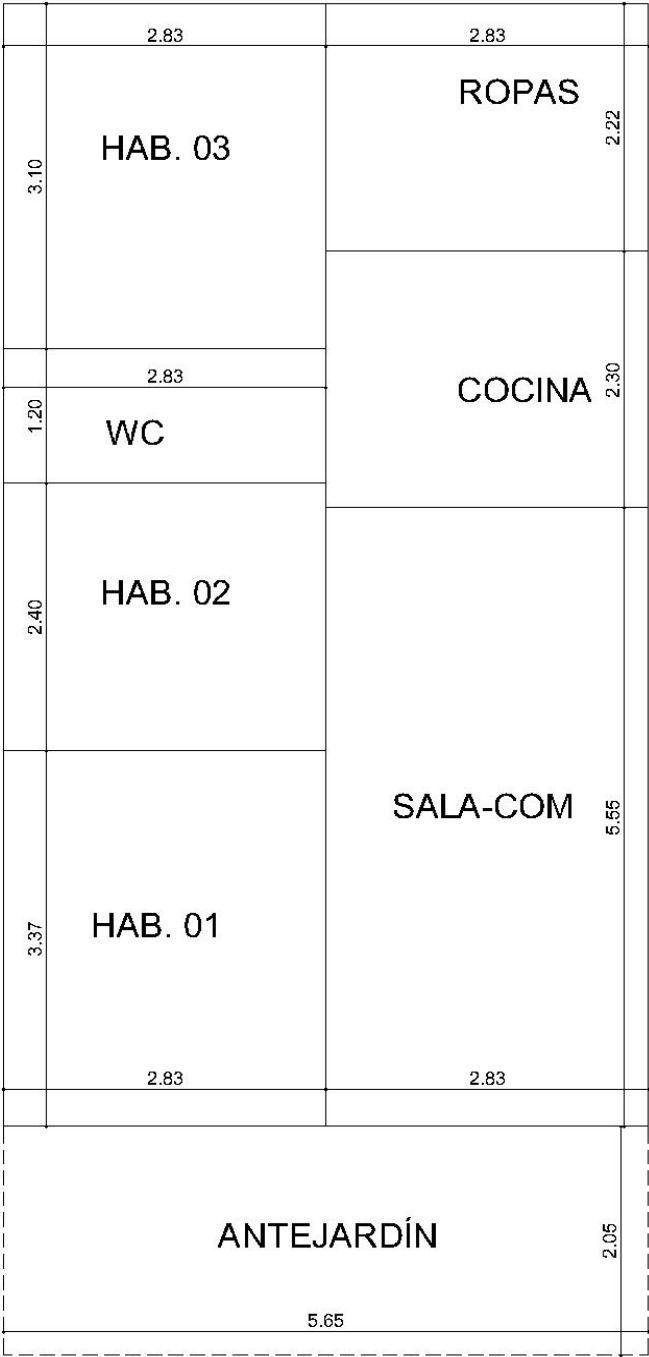 2.83
2.83
ROPAS
2.22
HAB. 03
3.10
2.83
COCINA
2.30
1.20
WC
HAB. 02
2.40
SALA-COM
5.55
HAB. 01
3.37
2.83
2.83
ANTEJARDÍN
2.05
5.65